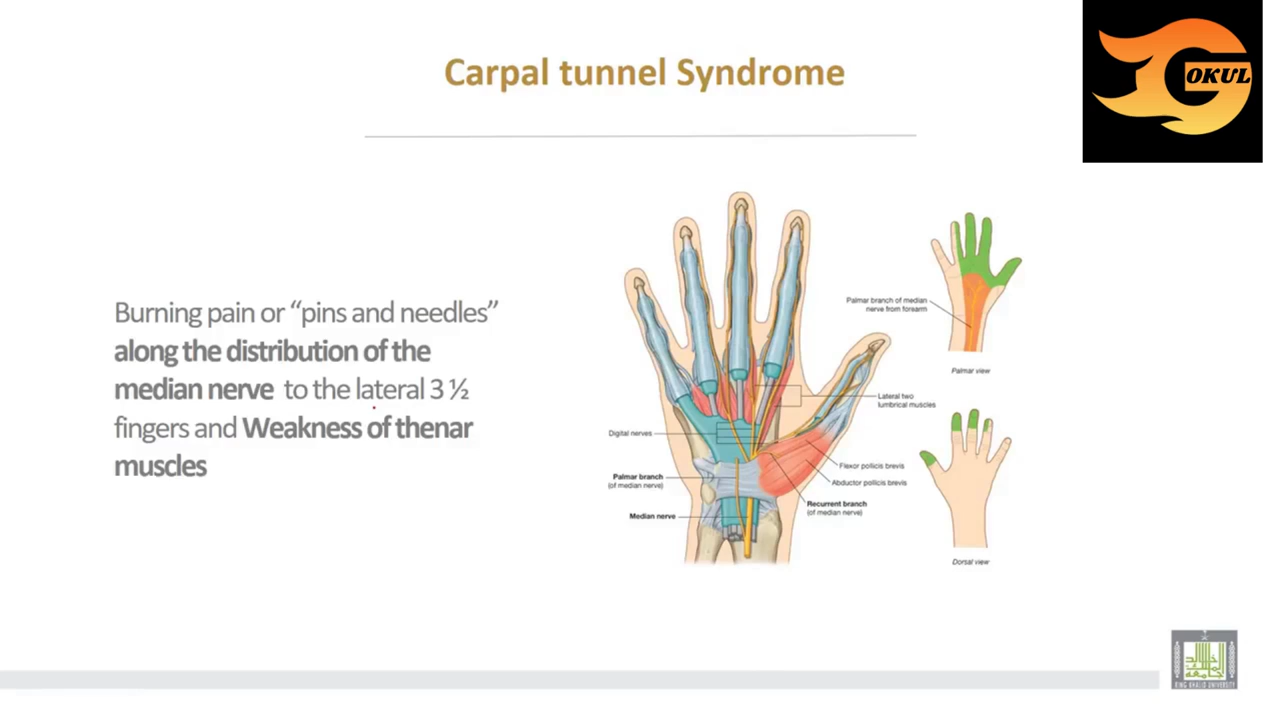 Carpal tunnel Syndrome
OKUL
Burning pain or “pins and needles”
along the distribution of the
median nerve to the lateral 3 ½
fingers and Weakness of thenar
muscles
Palmar branch of median
nerve from forearm
Palmar view
Lateral two
lumbrical muscles
Digital nerves
Flexor pollicis brevis
Palmar branch
(of median nerve)
Abductor pollicis brevis
Recurrent branch
(of median nerve)
Median nerve
Dorsal view
KING KHALID UNIVERSITY